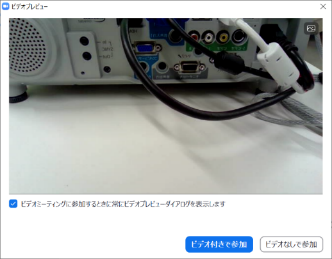 ビデオプレビュー
ビデオミーティングに参加するときに常にビデオプレビューダイアログを表示します
ビデオ付きで参加
ビデオなしで参加